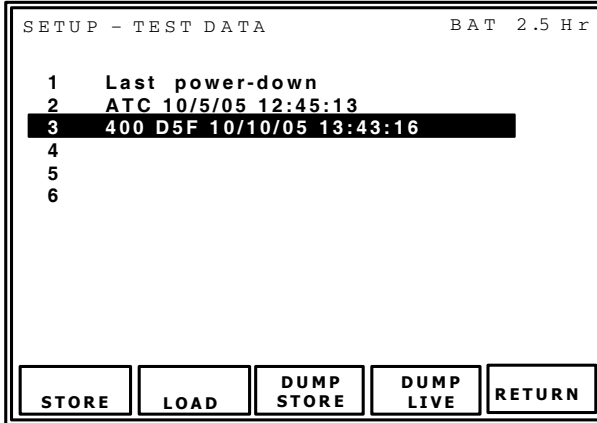 SETUP – TEST DATA BAT 2.5 Hr
1 Last power-down
2 ATC 10/5/05 12:45:13
3 400 D5F 10/10/05 13:43:16
4
5
6
STORE
LOAD
DUMP
STORE
DUMP
LIVE
RETURN